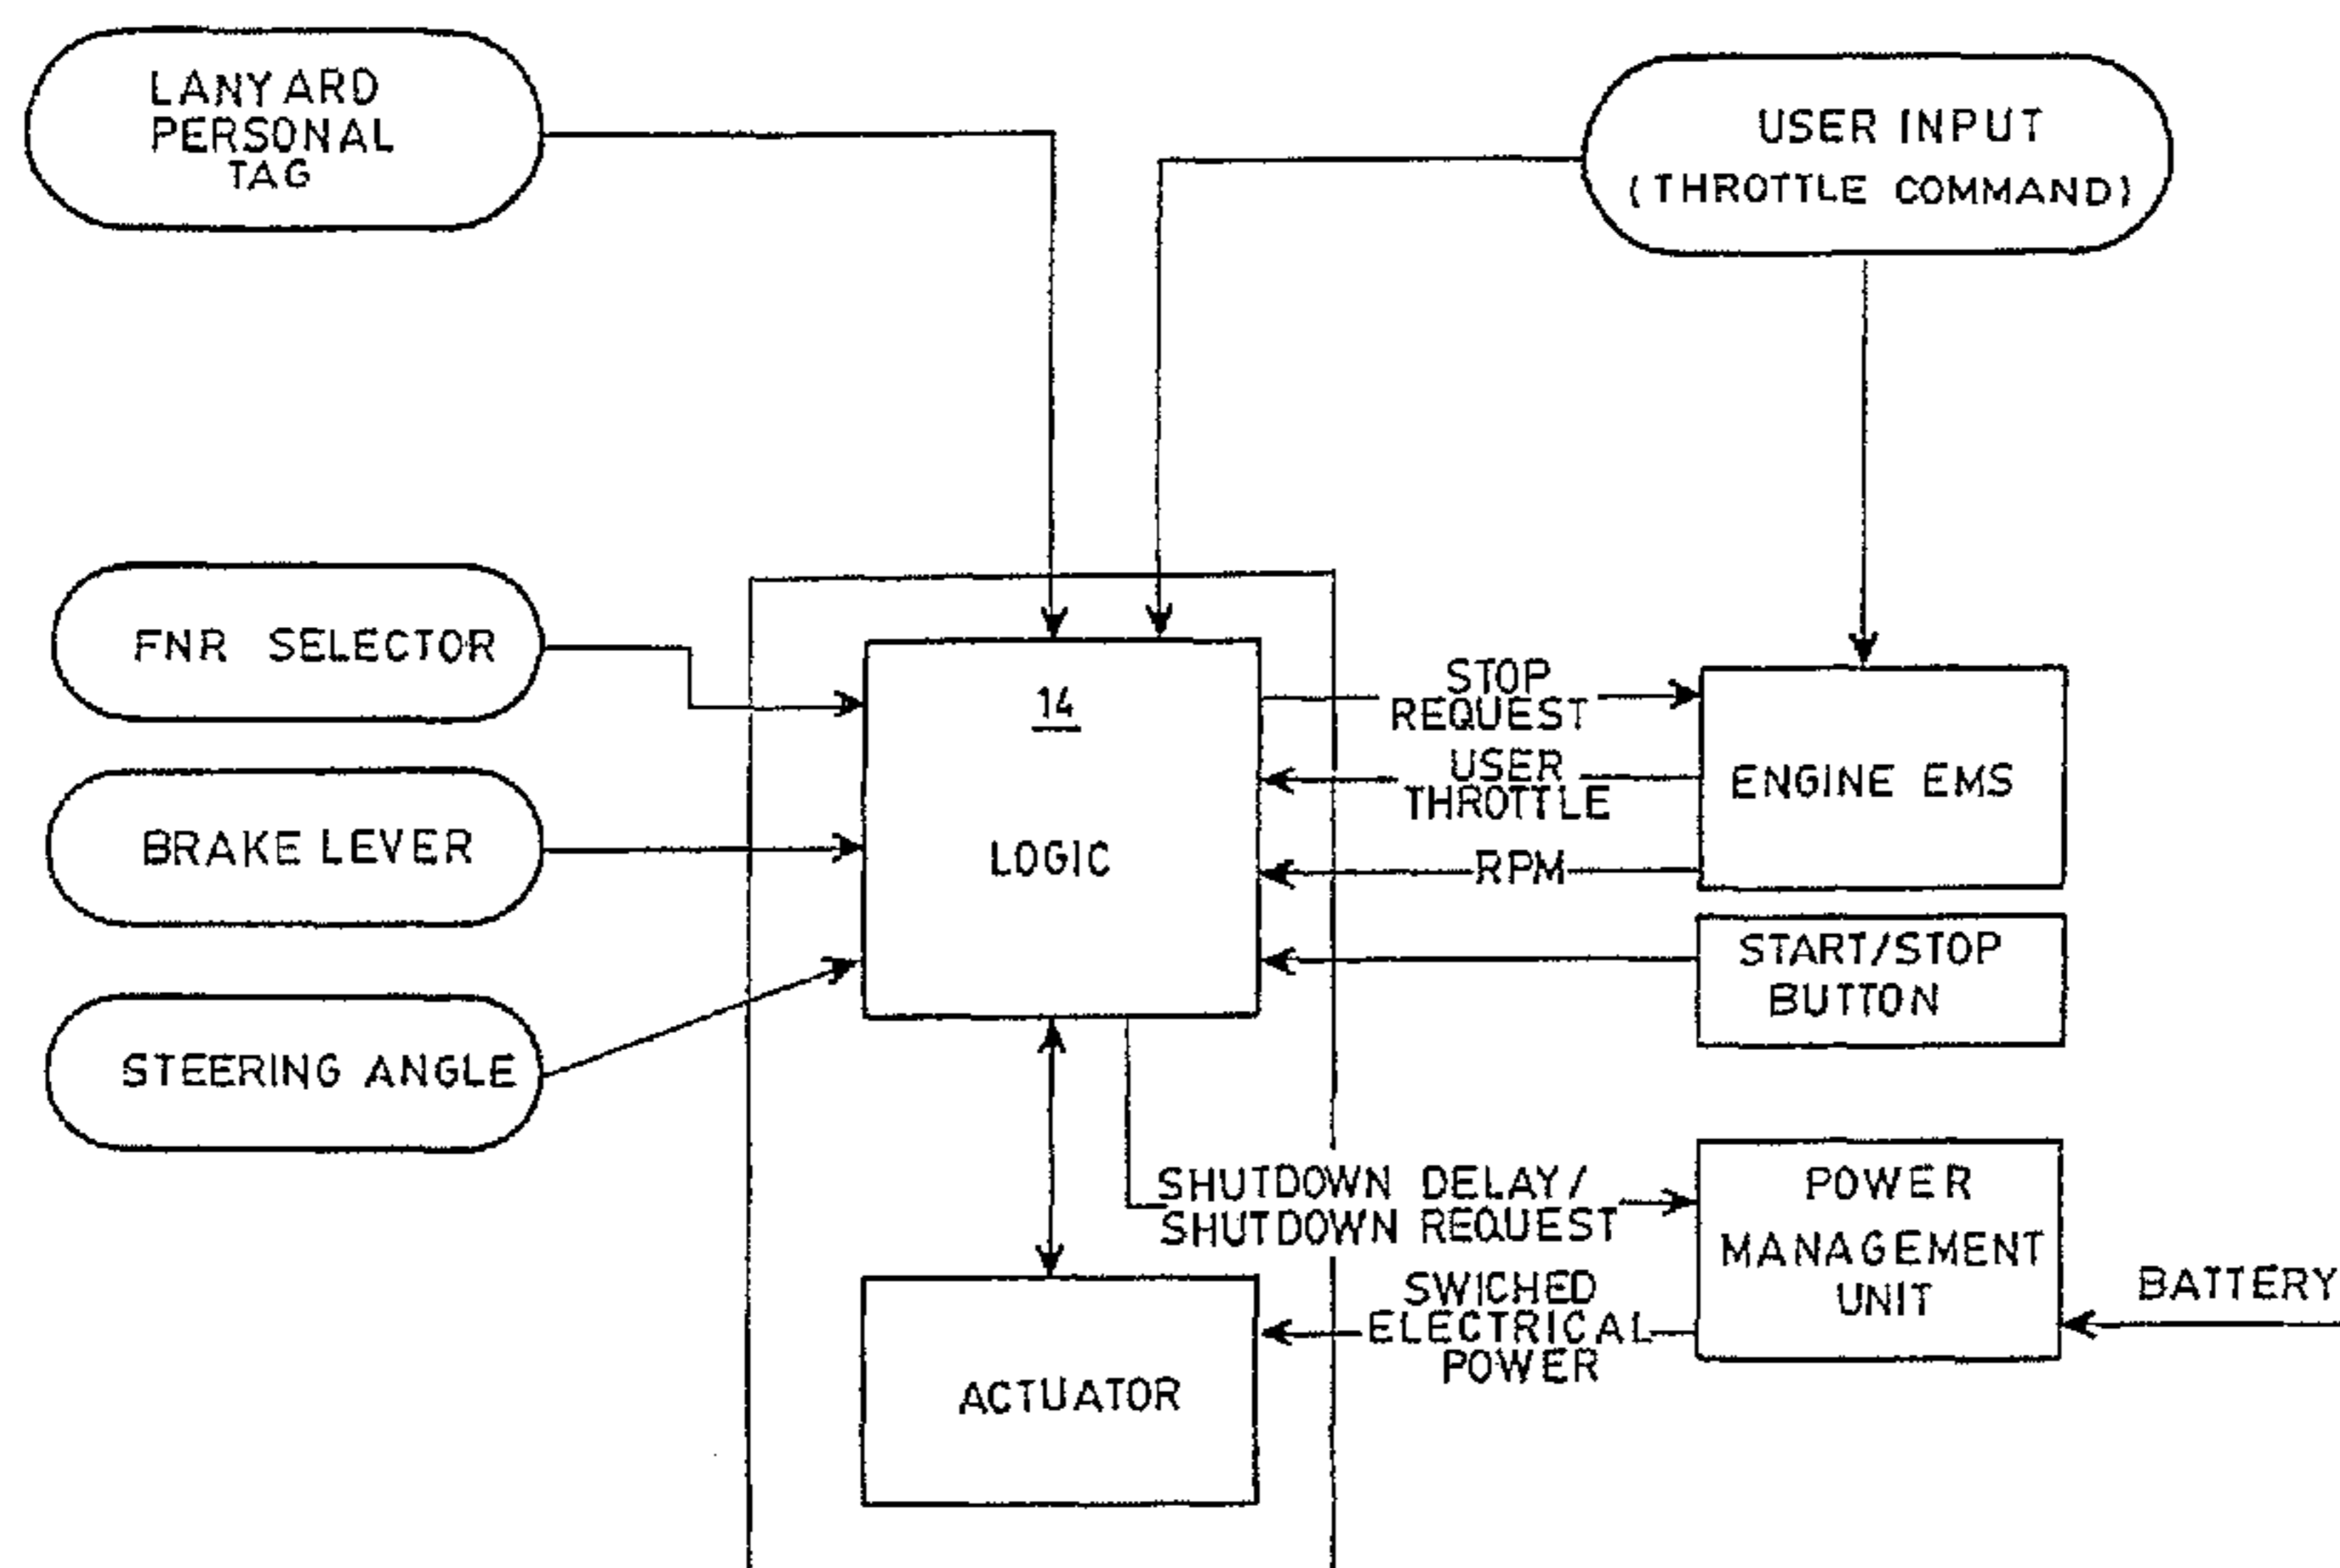 LANYARD
PERSONAL
TAG
USER INPUT
(THROTTLE COMMAND)
FNR SELECTOR
BRAKE LEVER
STEERING ANGLE
14
LOGIC
STOP
REQUEST
USER
THROTTLE
RPM
ENGINE EMS
START/STOP
BUTTON
SHUTDOWN DELAY/
SHUTDOWN REQUEST
POWER
MANAGEMENT
UNIT
BATTERY
SWICHED
ELECTRICAL
POWER
ACTUATOR